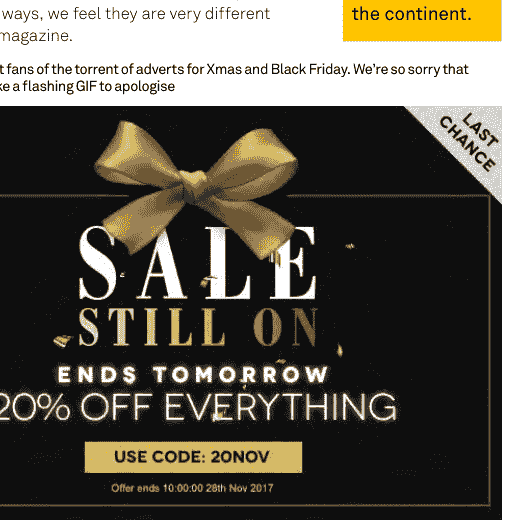 ways, we feel they are very different
magazine.
the continent.
t fans of the torrent of adverts for Xmas and Black Friday. We're so sorry that
ke a flashing GIF to apologise
LAST
CHANCE
SALE
STILL ON
ENDS TOMORROW
20% OFF EVERYTHING
USE CODE: 20NOV
Offer ends 10:00:00 28th Nov 2017